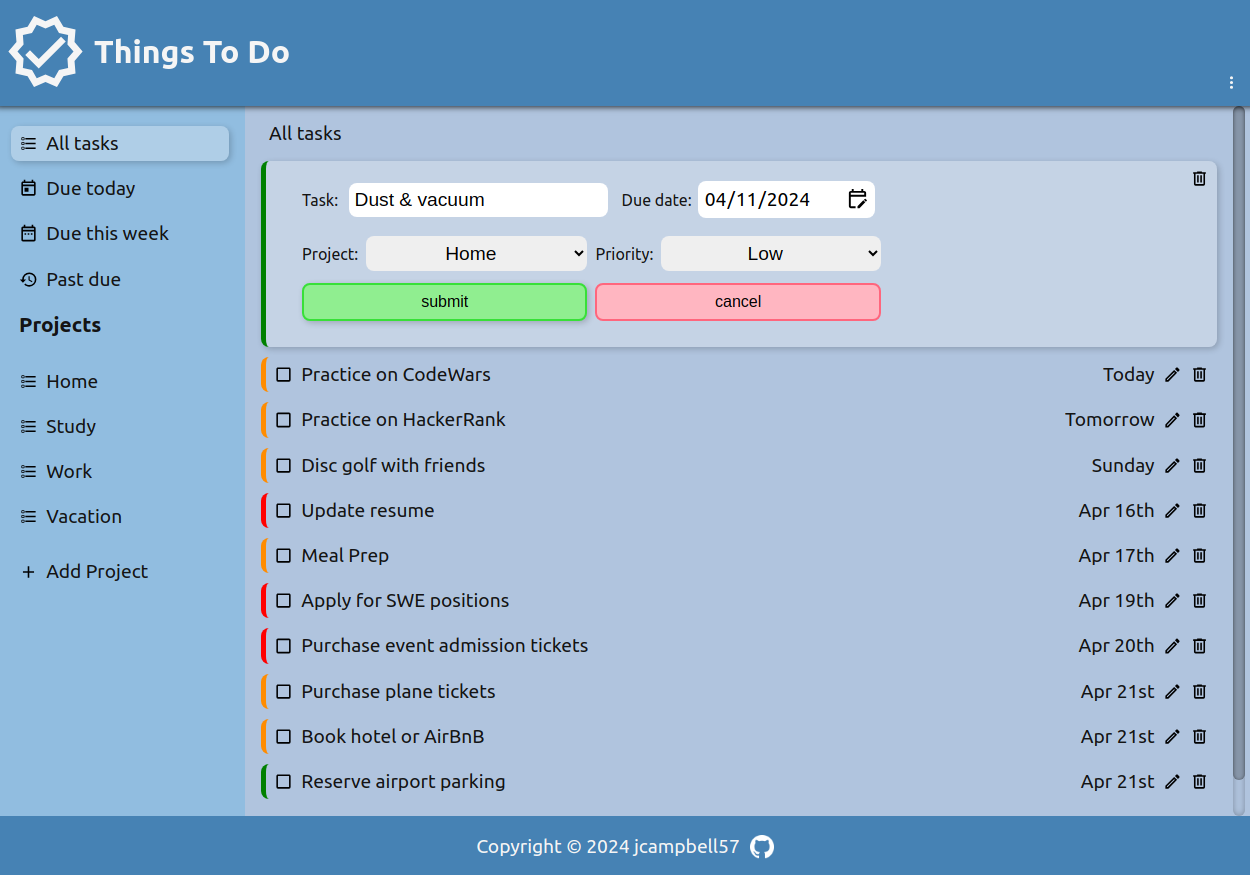 Things To Do
All tasks
Due today
Due this week
Past due
Projects
Home
Study
Work
Vacation
Add Project
All tasks
Task: Dust & vacuum Due date: 04/11/2024
Project: Home Priority: Low
submit cancel
Practice on CodeWars Today
Practice on HackerRank Tomorrow
Disc golf with friends Sunday
Update resume Apr 16th
Meal Prep Apr 17th
Apply for SWE positions Apr 19th
Purchase event admission tickets Apr 20th
Purchase plane tickets Apr 21st
Book hotel or AirBnB Apr 21st
Reserve airport parking Apr 21st
Copyright © 2024 jcampbell57